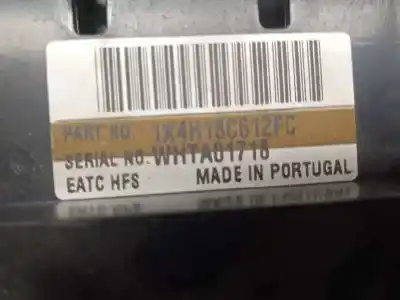 PART NO 1X4H18C612FC
SERIAL NO. WHTA01718
EATC HFS MADE IN PORTUGAL